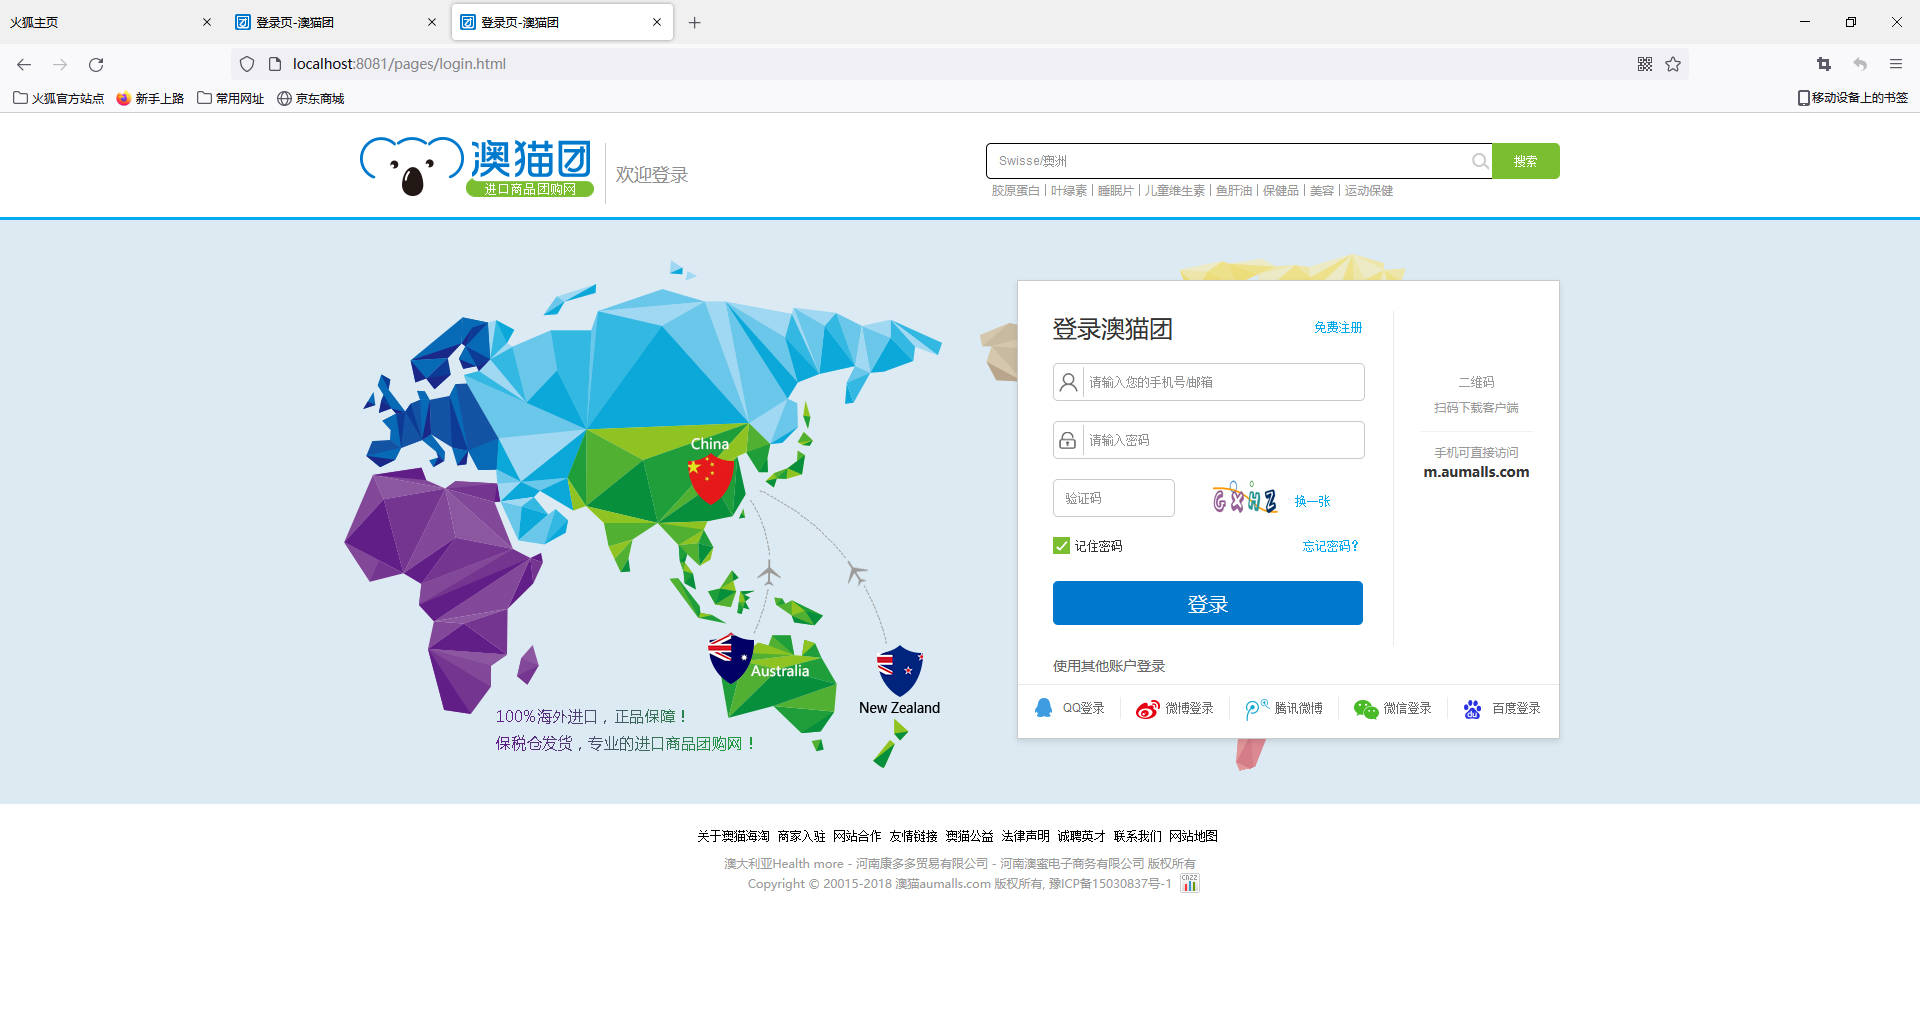 火狐主页
登录页-澳猫团
登录页-澳猫团
localhost:8081/pages/login.html
火狐官方站点 新手上路 常用网址 京东商城
移动设备上的书签
澳猫团
进口商品团购网
欢迎登录
Swisse/澳洲
搜索
胶原蛋白 | 叶绿素 | 睡眠片 | 儿童维生素 | 鱼肝油 | 保健品 | 美容 | 运动保健
China
Australia
New Zealand
100%海外进口，正品保障！
保税仓发货，专业的进口商品团购网！
登录澳猫团
免费注册
请输入您的手机号/邮箱
请输入密码
验证码
GXHZ
换一张
记住密码
忘记密码?
登录
二维码
扫码下载客户端
手机可直接访问
m.aumalls.com
使用其他账户登录
QQ登录 微博登录 腾讯微博 微信登录 百度登录
关于澳猫海淘 商家入驻 网站合作 友情链接 澳猫公益 法律声明 诚聘英才 联系我们 网站地图
澳大利亚Health more - 河南康多多贸易有限公司 - 河南澳蜜电子商务有限公司 版权所有
Copyright © 20015-2018 澳猫aumalls.com 版权所有, 豫ICP备15030837号-1